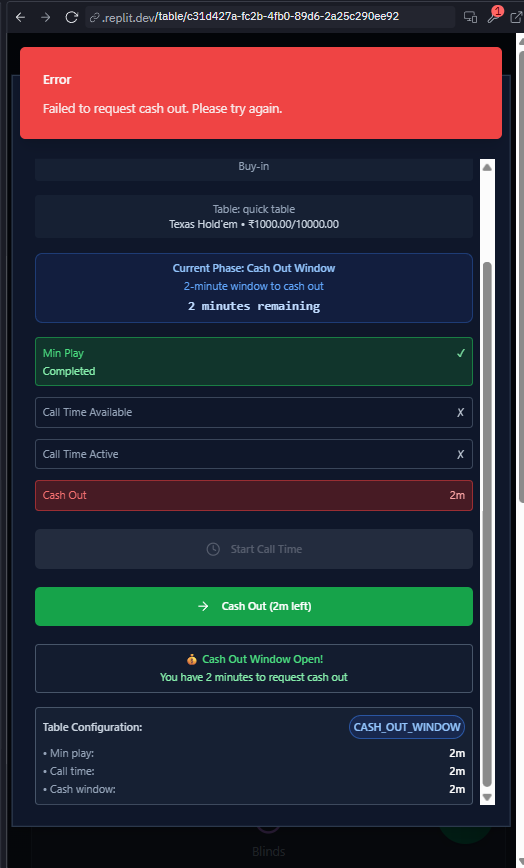 .replit.dev/table/c31d427a-fc2b-4fb0-89d6-2a25c290ee92
1
Error
Failed to request cash out. Please try again.
Buy-in
Table: quick table
Texas Hold'em • ₹1000.00/10000.00
Current Phase: Cash Out Window
2-minute window to cash out
2 minutes remaining
Min Play ✓
Completed
Call Time Available ✗
Call Time Active ✗
Cash Out 2m
Start Call Time
→ Cash Out (2m left)
💰 Cash Out Window Open!
You have 2 minutes to request cash out
Table Configuration: CASH_OUT_WINDOW
• Min play: 2m
• Call time: 2m
• Cash window: 2m
Blinds